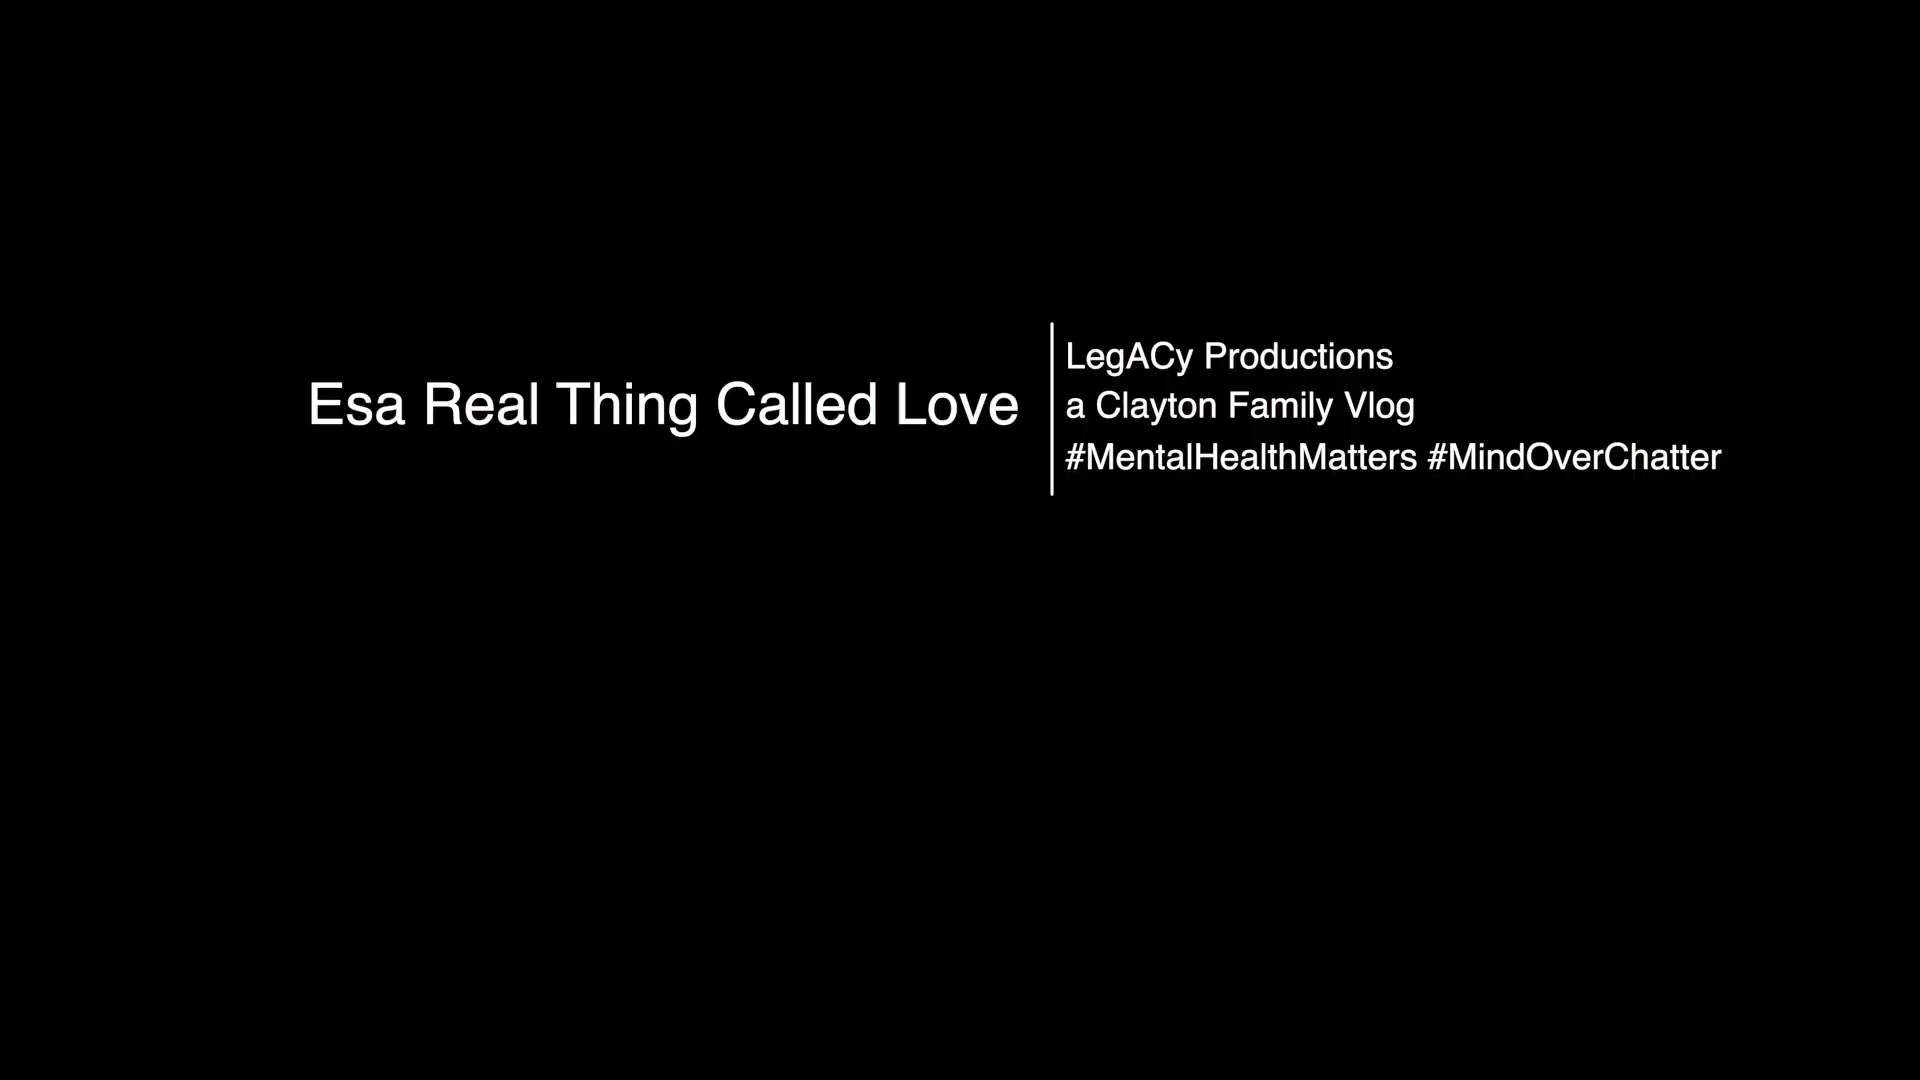 Esa Real Thing Called Love
LegACy Productions
a Clayton Family Vlog
#MentalHealthMatters #MindOverChatter